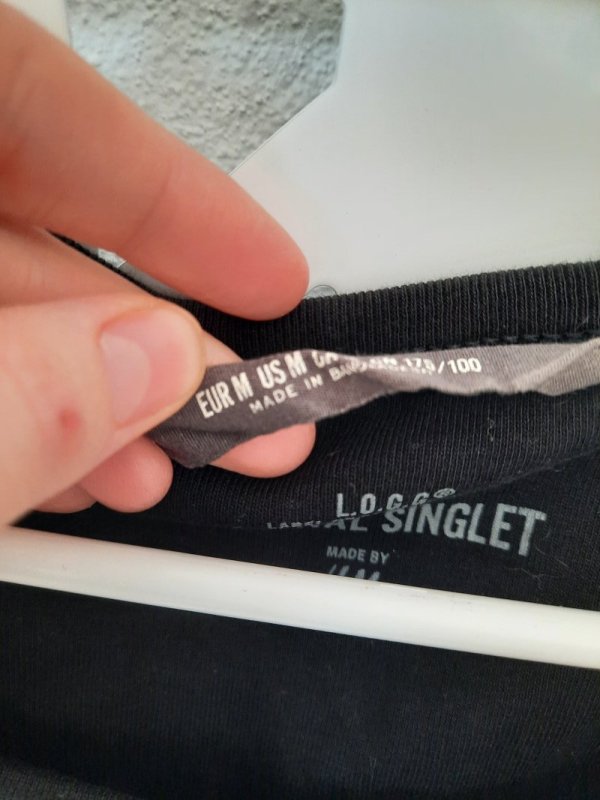 EUR M US M
MADE IN 175/100
L.O.G.G®
SINGLET
MADE BY